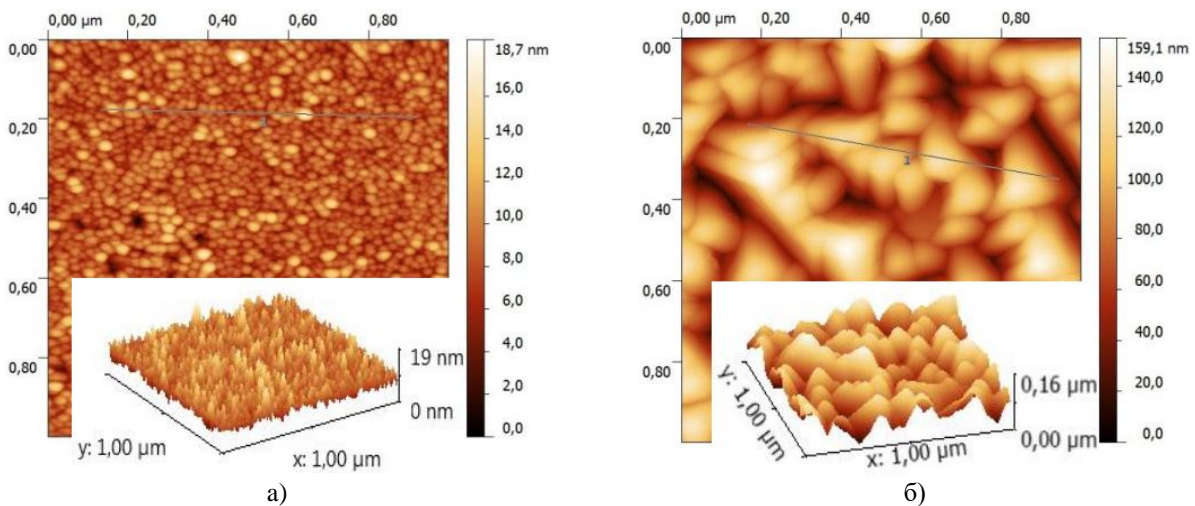 0,00 µm 0,20 0,40 0,60 0,80
0,00
0,20
0,40
0,60
0,80
18,7 nm
16,0
14,0
12,0
10,0
8,0
6,0
4,0
2,0
0,0
1
19 nm
0 nm
y: 1,00 µm
x: 1,00 µm
а)
0,00 µm 0,20 0,40 0,60 0,80
0,00
0,20
0,40
0,60
0,80
159,1 nm
140,0
120,0
100,0
80,0
60,0
40,0
20,0
0,0
1
0,16 µm
0,00 µm
y: 1,00 µm
x: 1,00 µm
б)